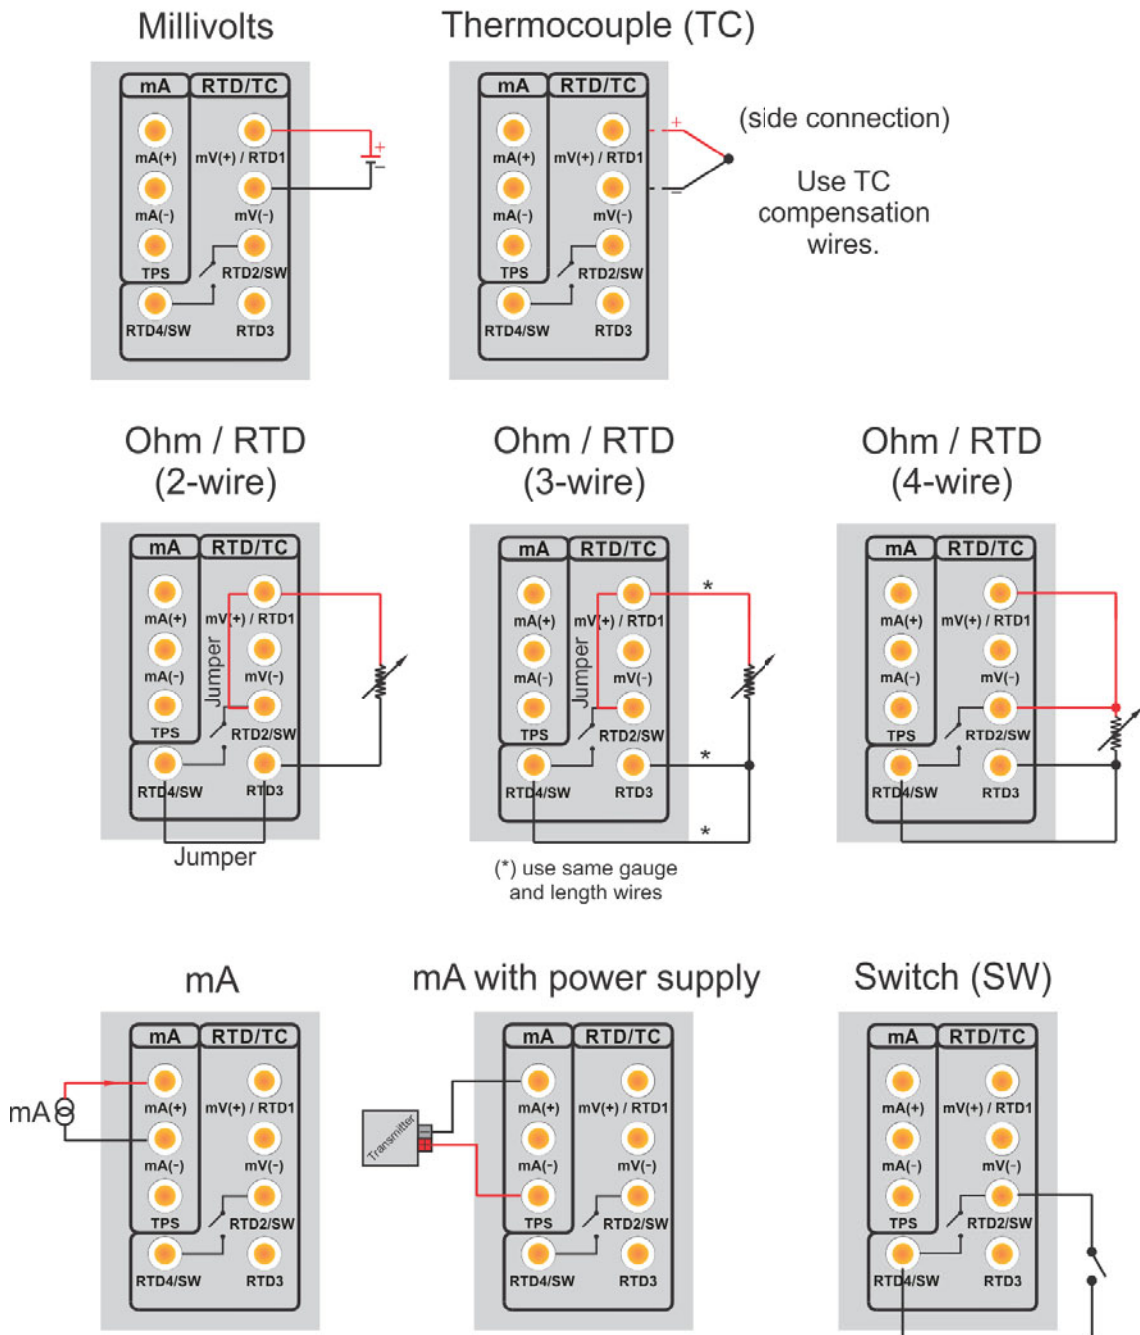 Millivolts
mA RTD/TC
mA(+) mV(+) / RTD1
+
−
mA(−) mV(−)
TPS RTD2/SW
RTD4/SW RTD3
Thermocouple (TC)
mA RTD/TC
+
mA(+) mV(+) / RTD1
−
mA(−) mV(−)
TPS RTD2/SW
RTD4/SW RTD3
(side connection)
Use TC
compensation
wires.
Ohm / RTD
(2-wire)
mA RTD/TC
mA(+) mV(+) / RTD1
Jumper
mA(−) mV(−)
TPS RTD2/SW
RTD4/SW RTD3
Jumper
Ohm / RTD
(3-wire)
mA RTD/TC
*
mA(+) mV(+) / RTD1
Jumper
mA(−) mV(−)
TPS RTD2/SW
*
RTD4/SW RTD3
*
(*) use same gauge
and length wires
Ohm / RTD
(4-wire)
mA RTD/TC
mA(+) mV(+) / RTD1
mA(−) mV(−)
TPS RTD2/SW
RTD4/SW RTD3
mA
mA RTD/TC
mA
mA(+) mV(+) / RTD1
mA(−) mV(−)
TPS RTD2/SW
RTD4/SW RTD3
mA with power supply
mA RTD/TC
mA(+) mV(+) / RTD1
Transmitter
mA(−) mV(−)
TPS RTD2/SW
RTD4/SW RTD3
Switch (SW)
mA RTD/TC
mA(+) mV(+) / RTD1
mA(−) mV(−)
TPS RTD2/SW
RTD4/SW RTD3